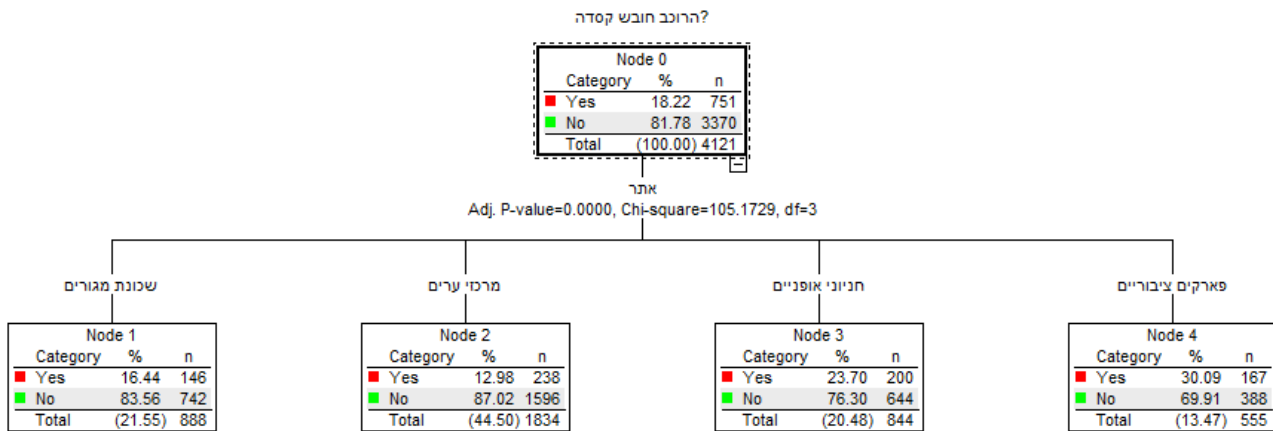 ?הרוכב חובש קסדה
Node 0
Category % n
Yes 18.22 751
No 81.78 3370
Total (100.00) 4121
אתר
Adj. P-value=0.0000, Chi-square=105.1729, df=3
שכונת מגורים
Node 1
Category % n
Yes 16.44 146
No 83.56 742
Total (21.55) 888
מרכזי ערים
Node 2
Category % n
Yes 12.98 238
No 87.02 1596
Total (44.50) 1834
חניוני אופניים
Node 3
Category % n
Yes 23.70 200
No 76.30 644
Total (20.48) 844
פארקים ציבוריים
Node 4
Category % n
Yes 30.09 167
No 69.91 388
Total (13.47) 555